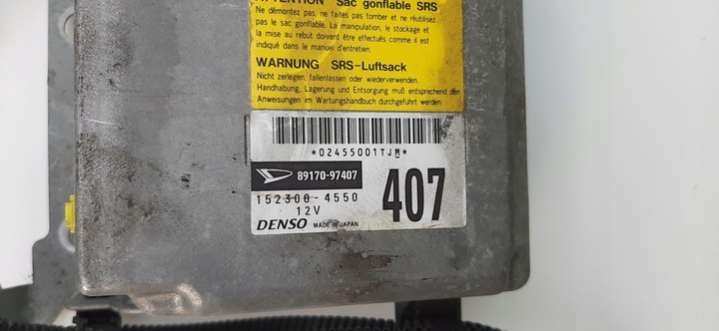 ATTENTION Sac gonflable SRS
Ne démontez pas, ne faites pas tomber et ne réutilisez
pas le sac gonflable. La manipulation, le stockage et
la mise au rebut doivent être effectués comme il est
indiqué dans le manuel d'entretien.
WARNUNG SRS-Luftsack
Nicht zerlegen, fallenlassen oder wiederverwenden.
Handhabung, Lagerung und Entsorgung muß entsprechend den
Anweisungen im Wartungshandbuch durchgeführt werden.
*02455001TJM*
89170-97407
152300-4550
407
12V
DENSO MADE IN JAPAN